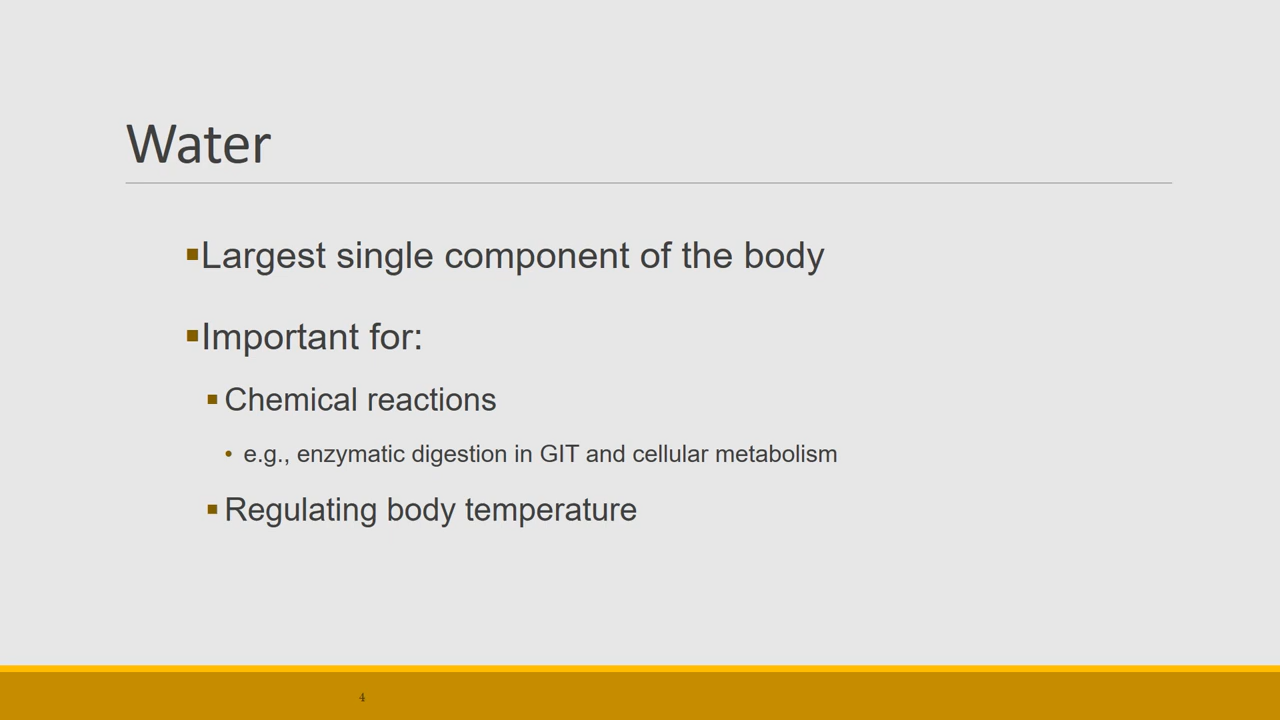 Water
▪Largest single component of the body
▪Important for:
▪Chemical reactions
• e.g., enzymatic digestion in GIT and cellular metabolism
▪Regulating body temperature
4